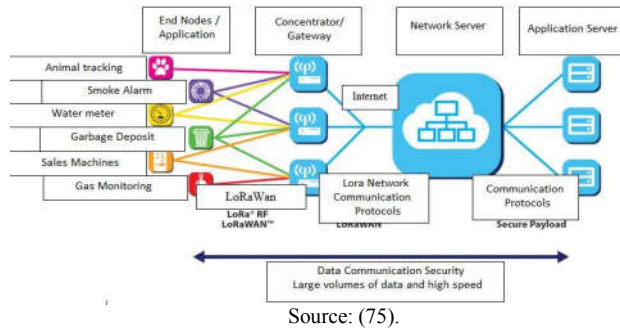 End Nodes /
Application
Concentrator/
Gateway
Network Server
Application Server
Animal tracking
Smoke Alarm
Water meter
Garbage Deposit
Sales Machines
Gas Monitoring
Internet
LoRaWan
LoRa® RF
LoRaWAN™
Lora Network
Communication
Protocols
LoRaWAN
Communication
Protocols
Secure Payload
Data Communication Security
Large volumes of data and high speed
Source: (75).